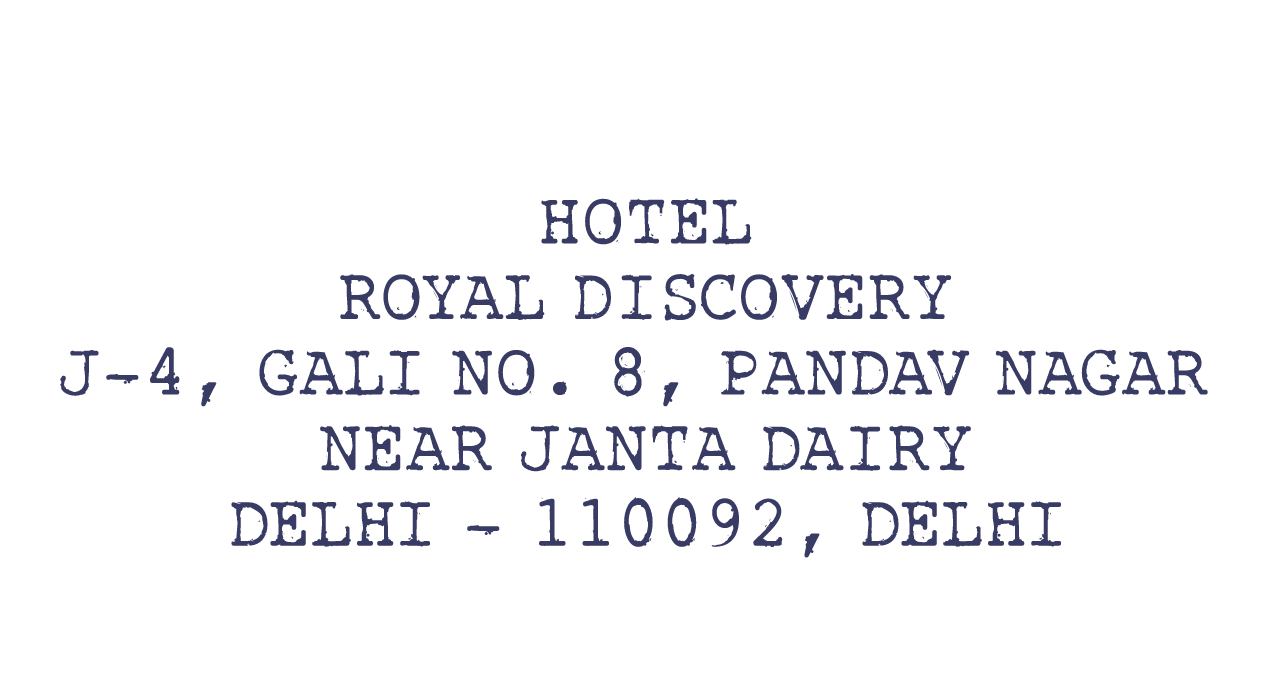 HOTEL
ROYAL DISCOVERY
J-4, GALI NO. 8, PANDAV NAGAR
NEAR JANTA DAIRY
DELHI - 110092, DELHI